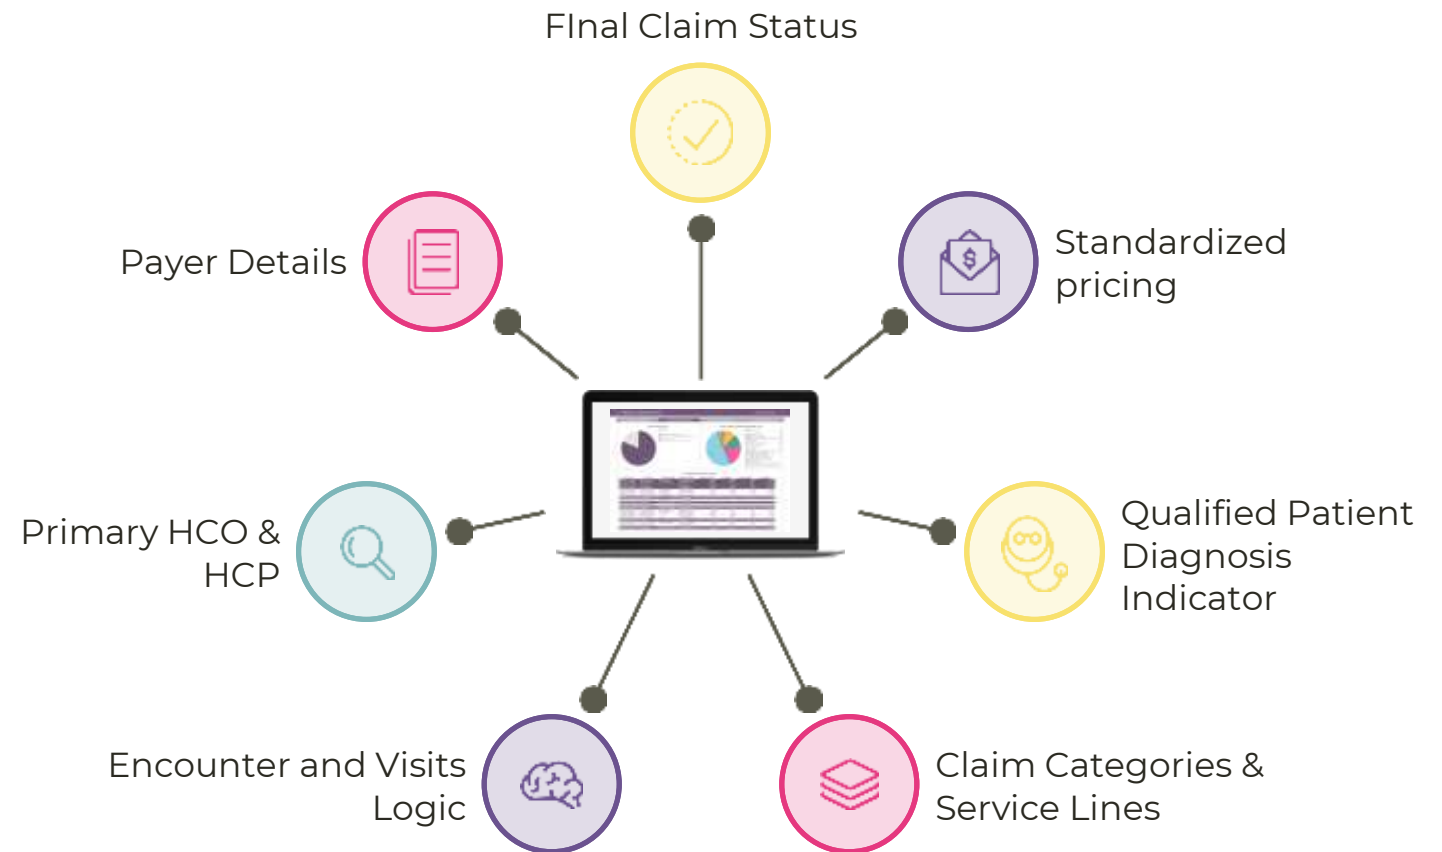 FInal Claim Status
Payer Details
Standardized
pricing
$
Primary HCO &
HCP
Qualified Patient
Diagnosis
Indicator
Encounter and Visits
Logic
Claim Categories &
Service Lines